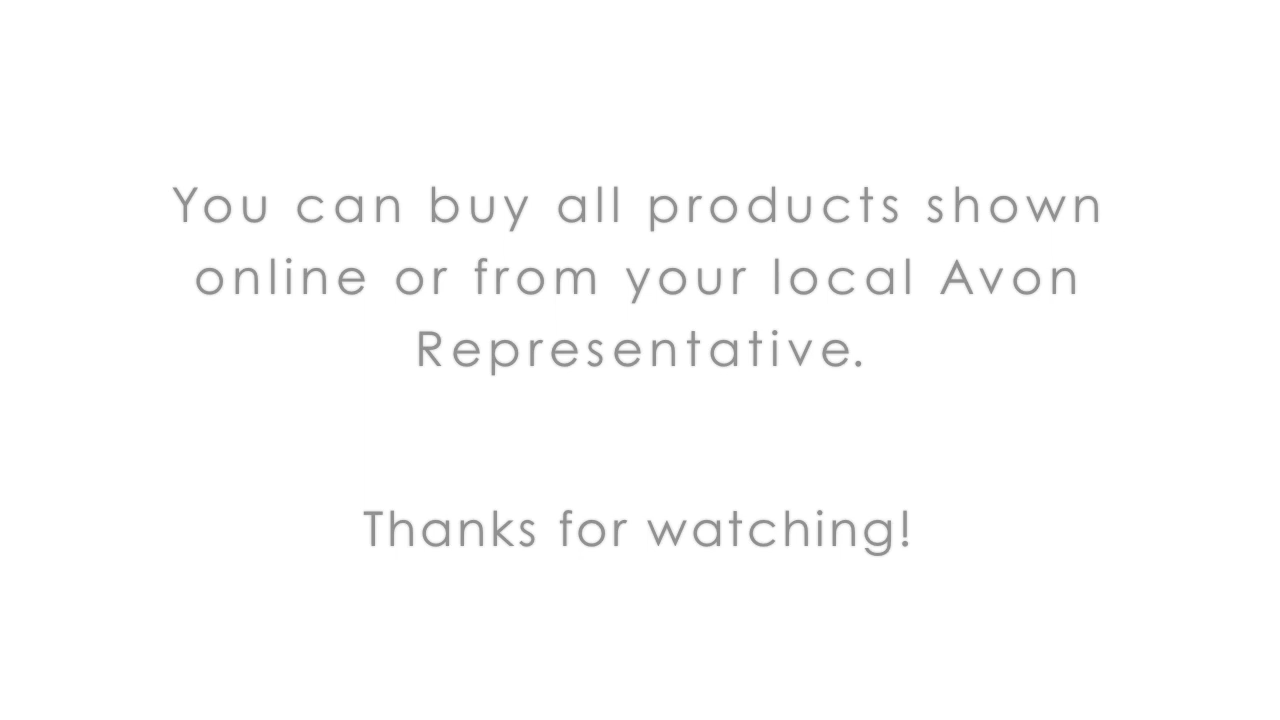 You can buy all products shown
online or from your local Avon
Representative.
Thanks for watching!